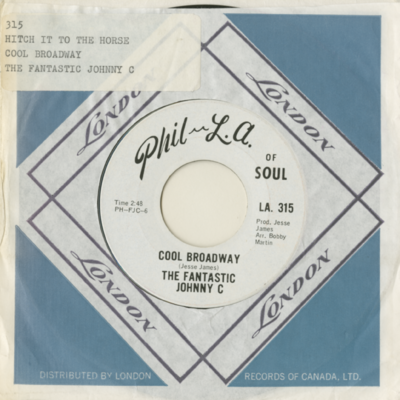 315
HITCH IT TO THE HORSE
COOL BROADWAY
THE FANTASTIC JOHNNY C
LONDON
LONDON
Phil-L.A.
OF
SOUL
Time 2:48
PH-FJC-6
LA. 315
Prod. Jesse
James
Arr. Bobby
Martin
COOL BROADWAY
(Jesse James)
THE FANTASTIC
JOHNNY C
LONDON
LONDON
DISTRIBUTED BY LONDON
RECORDS OF CANADA, LTD.